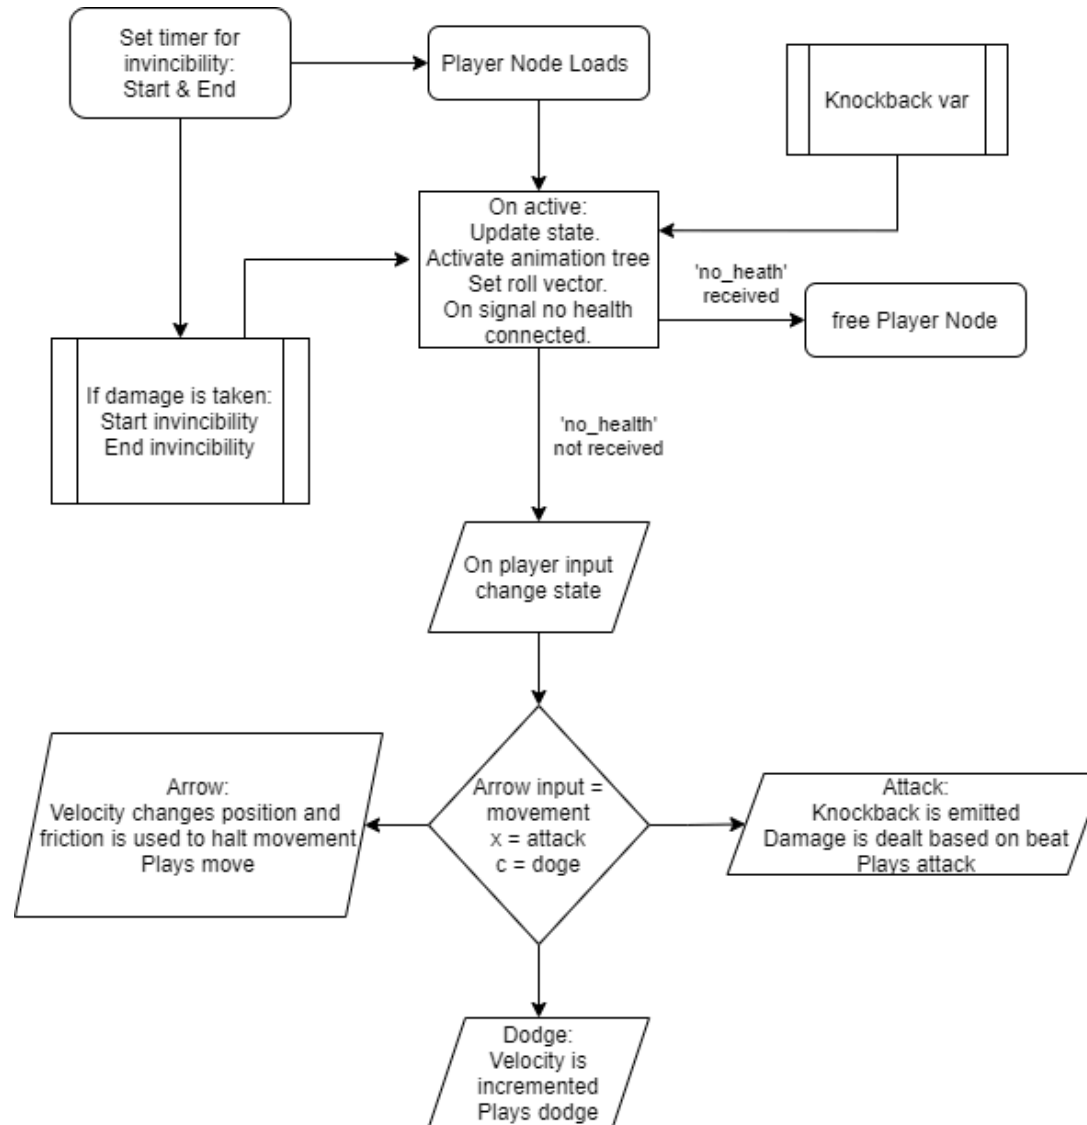 Set timer for
invincibility:
Start & End
Player Node Loads
Knockback var
On active:
Update state.
Activate animation tree
Set roll vector.
On signal no health
connected.
'no_heath'
received
free Player Node
If damage is taken:
Start invincibility
End invincibility
'no_health'
not received
On player input
change state
Arrow input =
movement
x = attack
c = doge
Arrow:
Velocity changes position and
friction is used to halt movement
Plays move
Attack:
Knockback is emitted
Damage is dealt based on beat
Plays attack
Dodge:
Velocity is
incremented
Plays dodge